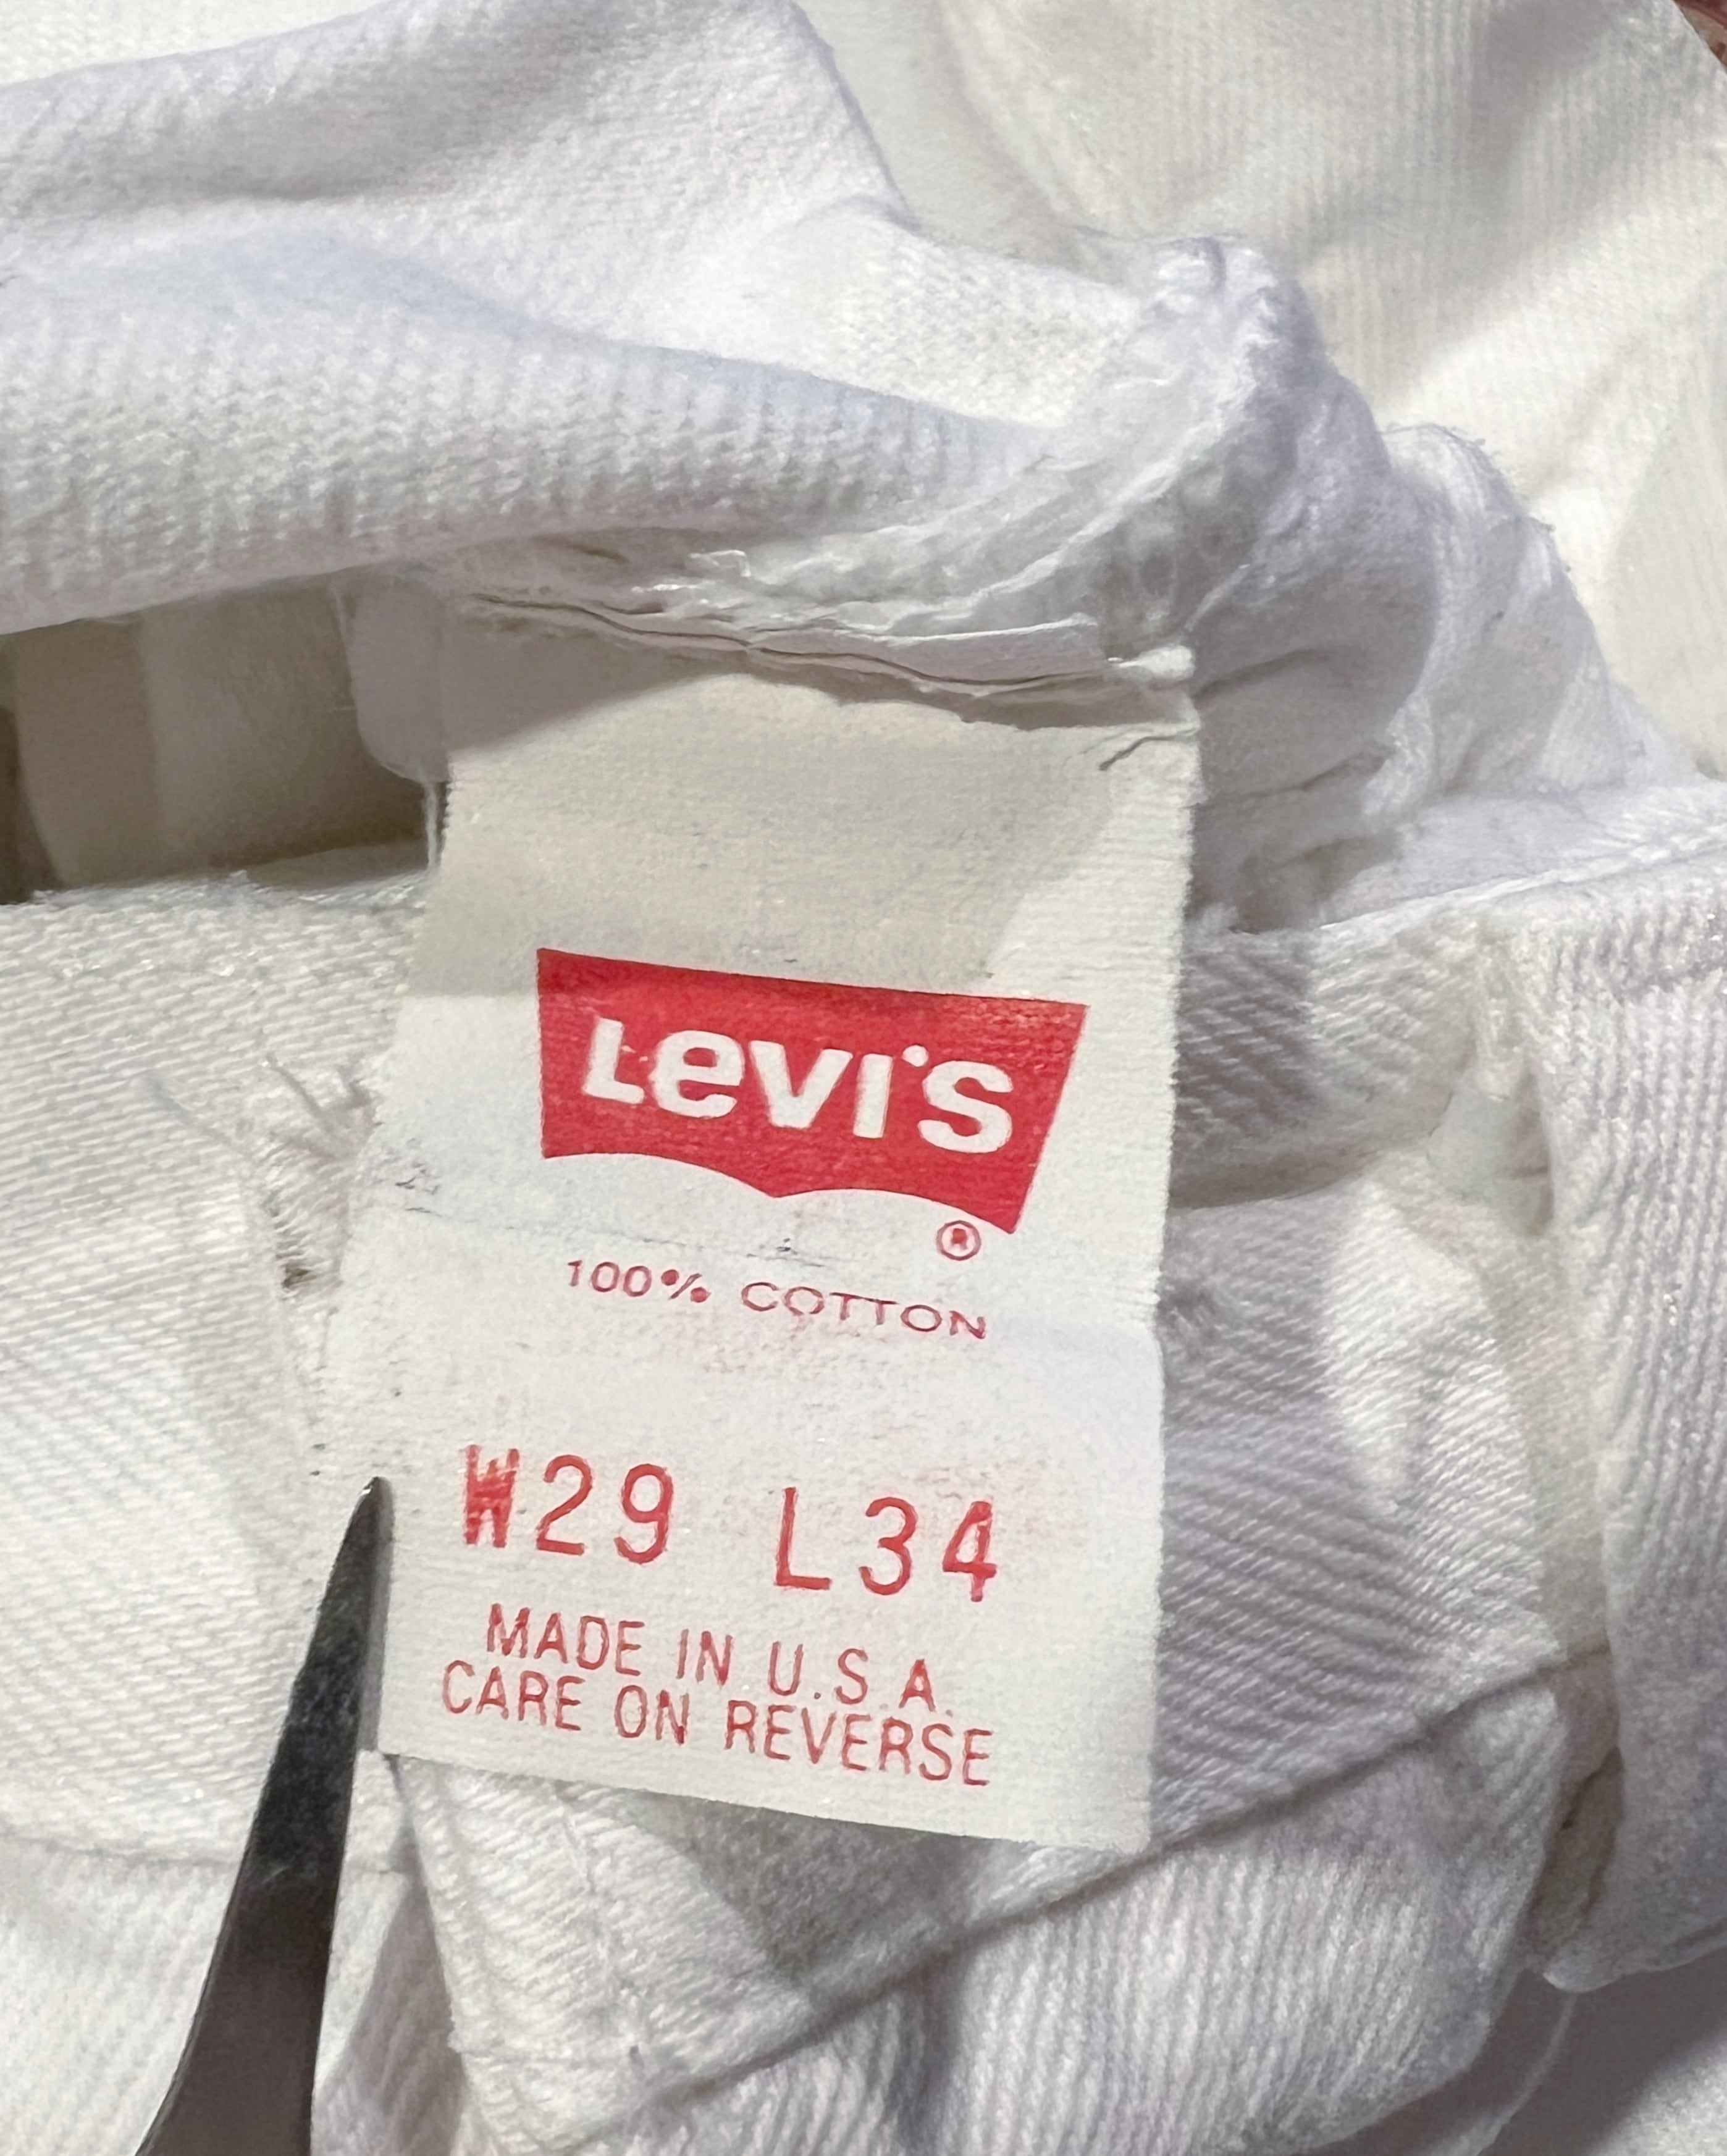 Levi's
®
100% COTTON
W29 L34
MADE IN U.S.A.
CARE ON REVERSE